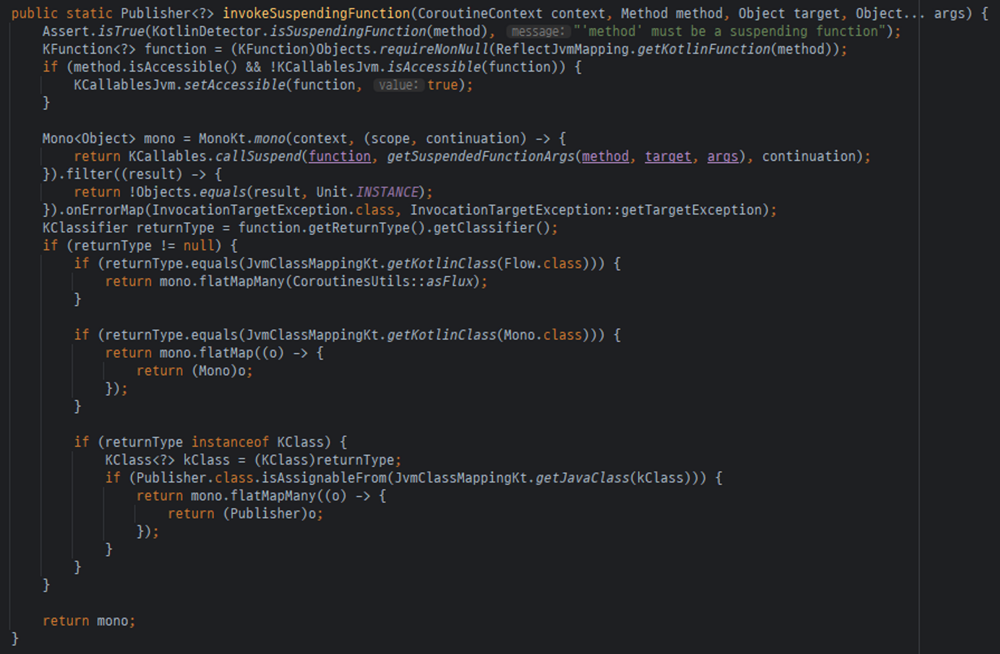 public static Publisher<?> invokeSuspendingFunction(CoroutineContext context, Method method, Object target, Object... args) {
    Assert.isTrue(KotlinDetector.isSuspendingFunction(method), message: "'method' must be a suspending function");
    KFunction<?> function = (KFunction)Objects.requireNonNull(ReflectJvmMapping.getKotlinFunction(method));
    if (method.isAccessible() && !KCallablesJvm.isAccessible(function)) {
        KCallablesJvm.setAccessible(function, value: true);
    }

    Mono<Object> mono = MonoKt.mono(context, (scope, continuation) -> {
        return KCallables.callSuspend(function, getSuspendedFunctionArgs(method, target, args), continuation);
    }).filter((result) -> {
        return !Objects.equals(result, Unit.INSTANCE);
    }).onErrorMap(InvocationTargetException.class, InvocationTargetException::getTargetException);
    KClassifier returnType = function.getReturnType().getClassifier();
    if (returnType != null) {
        if (returnType.equals(JvmClassMappingKt.getKotlinClass(Flow.class))) {
            return mono.flatMapMany(CoroutinesUtils::asFlux);
        }

        if (returnType.equals(JvmClassMappingKt.getKotlinClass(Mono.class))) {
            return mono.flatMap((o) -> {
                return (Mono)o;
            });
        }

        if (returnType instanceof KClass) {
            KClass<?> kClass = (KClass)returnType;
            if (Publisher.class.isAssignableFrom(JvmClassMappingKt.getJavaClass(kClass))) {
                return mono.flatMapMany((o) -> {
                    return (Publisher)o;
                });
            }
        }
    }

    return mono;
}